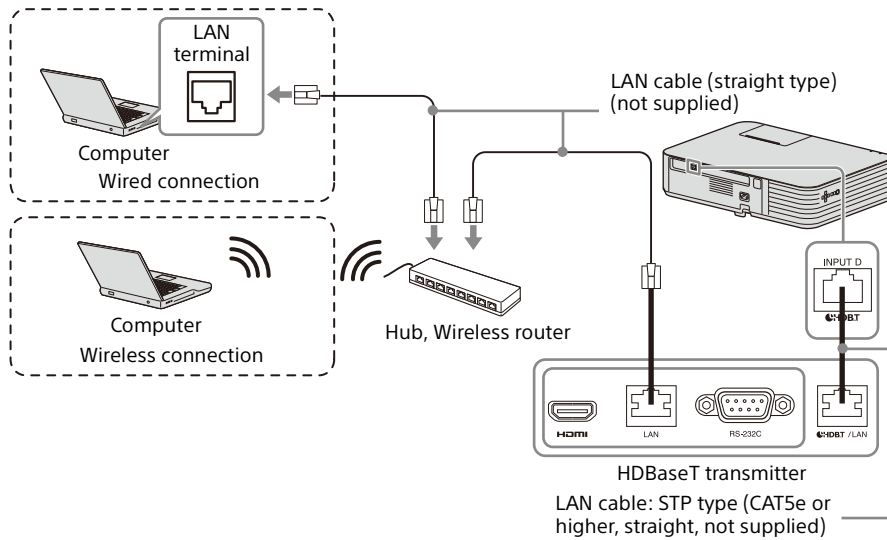 LAN
terminal
Computer
Wired connection
LAN cable (straight type)
(not supplied)
Computer
Wireless connection
Hub, Wireless router
INPUT D
HDBT
HDMI
LAN
RS-232C
HDBT / LAN
HDBaseT transmitter
LAN cable: STP type (CAT5e or
higher, straight, not supplied)